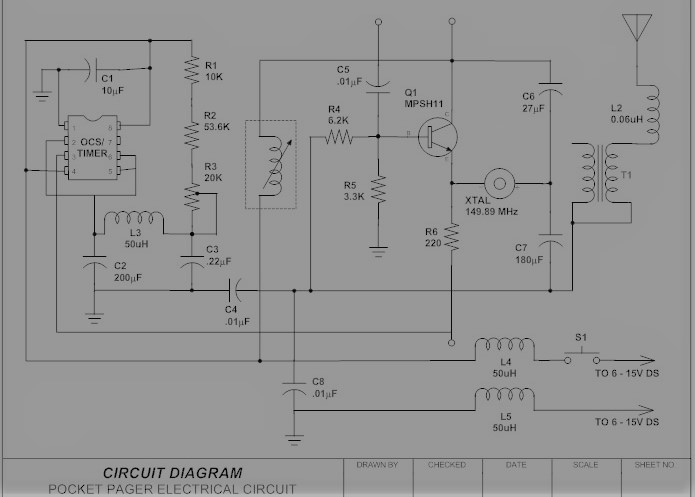 C1
10µF
R1
10K
R2
53.6K
R3
20K
1
2
3
4
8
7
6
5
OCS/
TIMER
L3
50uH
C2
200µF
C3
.22µF
C4
.01µF
C5
.01µF
R4
6.2K
R5
3.3K
Q1
MPSH11
C
B
XTAL
149.89 MHz
R6
220
C6
27µF
C7
180µF
L2
0.06uH
T1
S1
L4
50uH
TO 6 - 15V DS
C8
.01µF
L5
50uH
TO 6 - 15V DS
CIRCUIT DIAGRAM
POCKET PAGER ELECTRICAL CIRCUIT
DRAWN BY
CHECKED
DATE
SCALE
SHEET NO